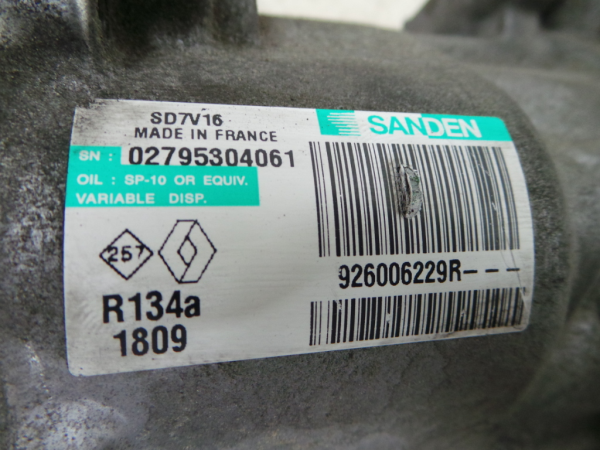 SD7V16
MADE IN FRANCE
SANDEN
SN : 02795304061
OIL : SP-10 OR EQUIV.
VARIABLE DISP.
257
926006229R---
R134a
1809